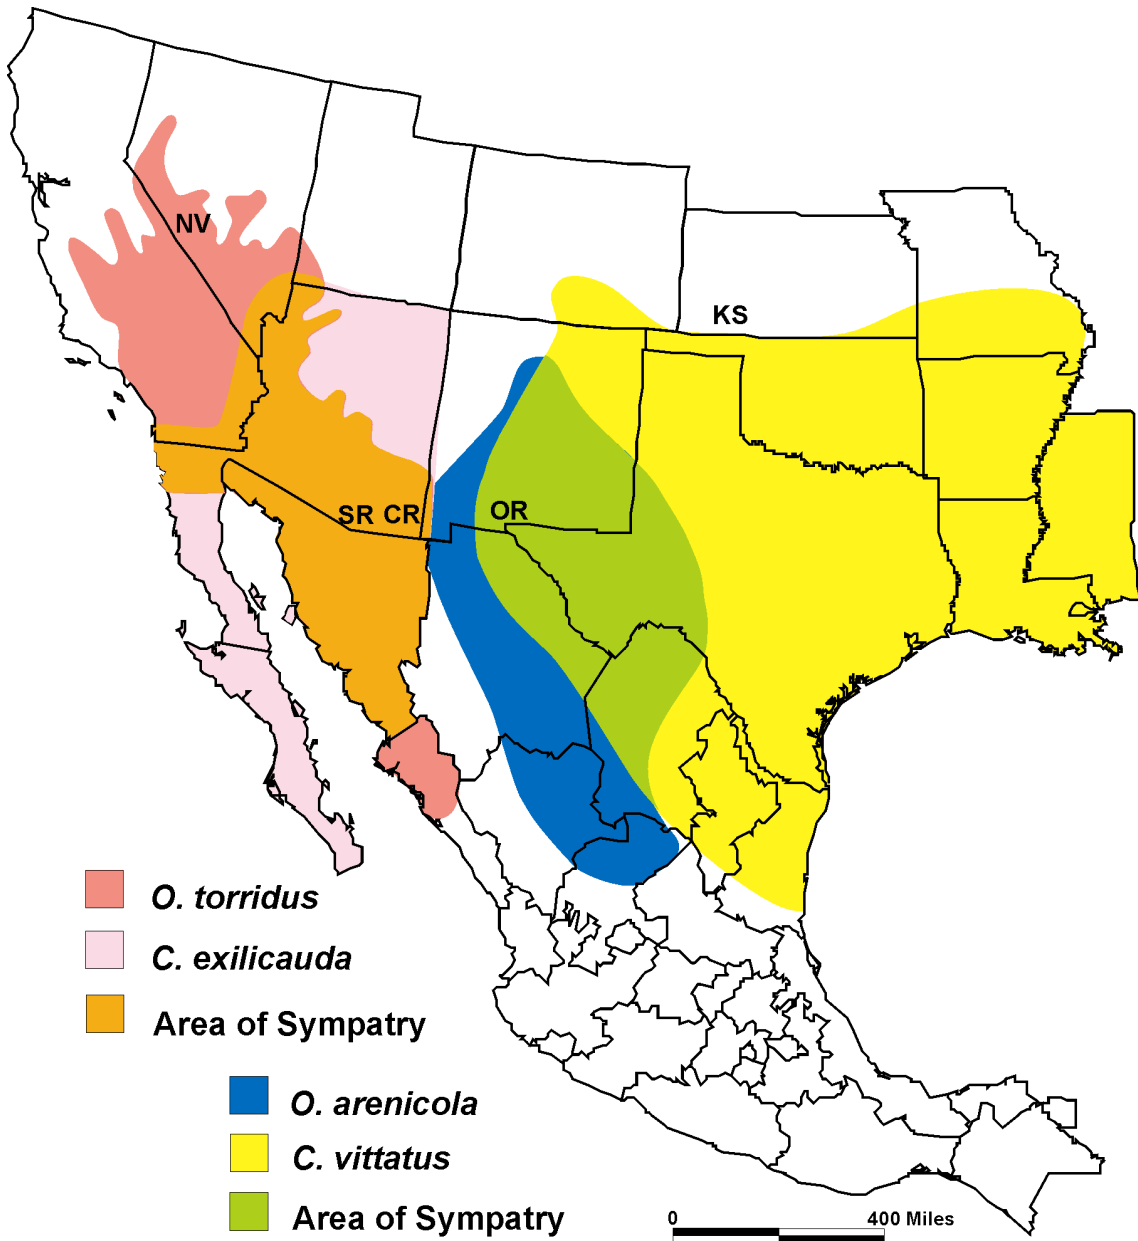 NV
KS
SR CR
OR
O. torridus
C. exilicauda
Area of Sympatry
O. arenicola
C. vittatus
Area of Sympatry
0 400 Miles